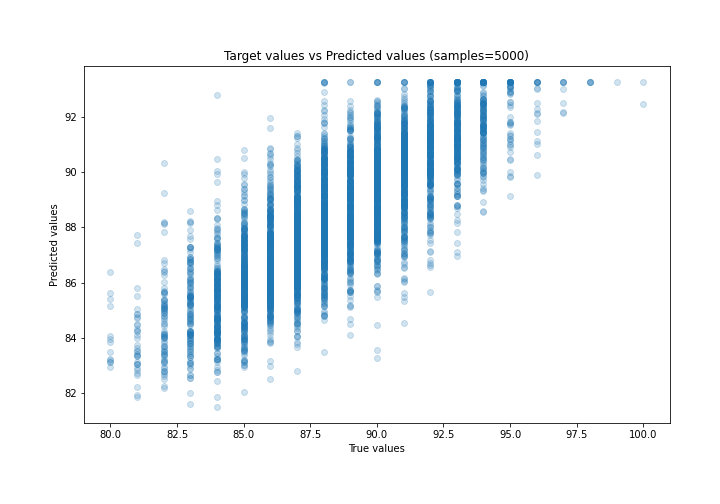 Target values vs Predicted values (samples=5000)
92
90
88
86
84
82
Predicted values
80.0 82.5 85.0 87.5 90.0 92.5 95.0 97.5 100.0
True values